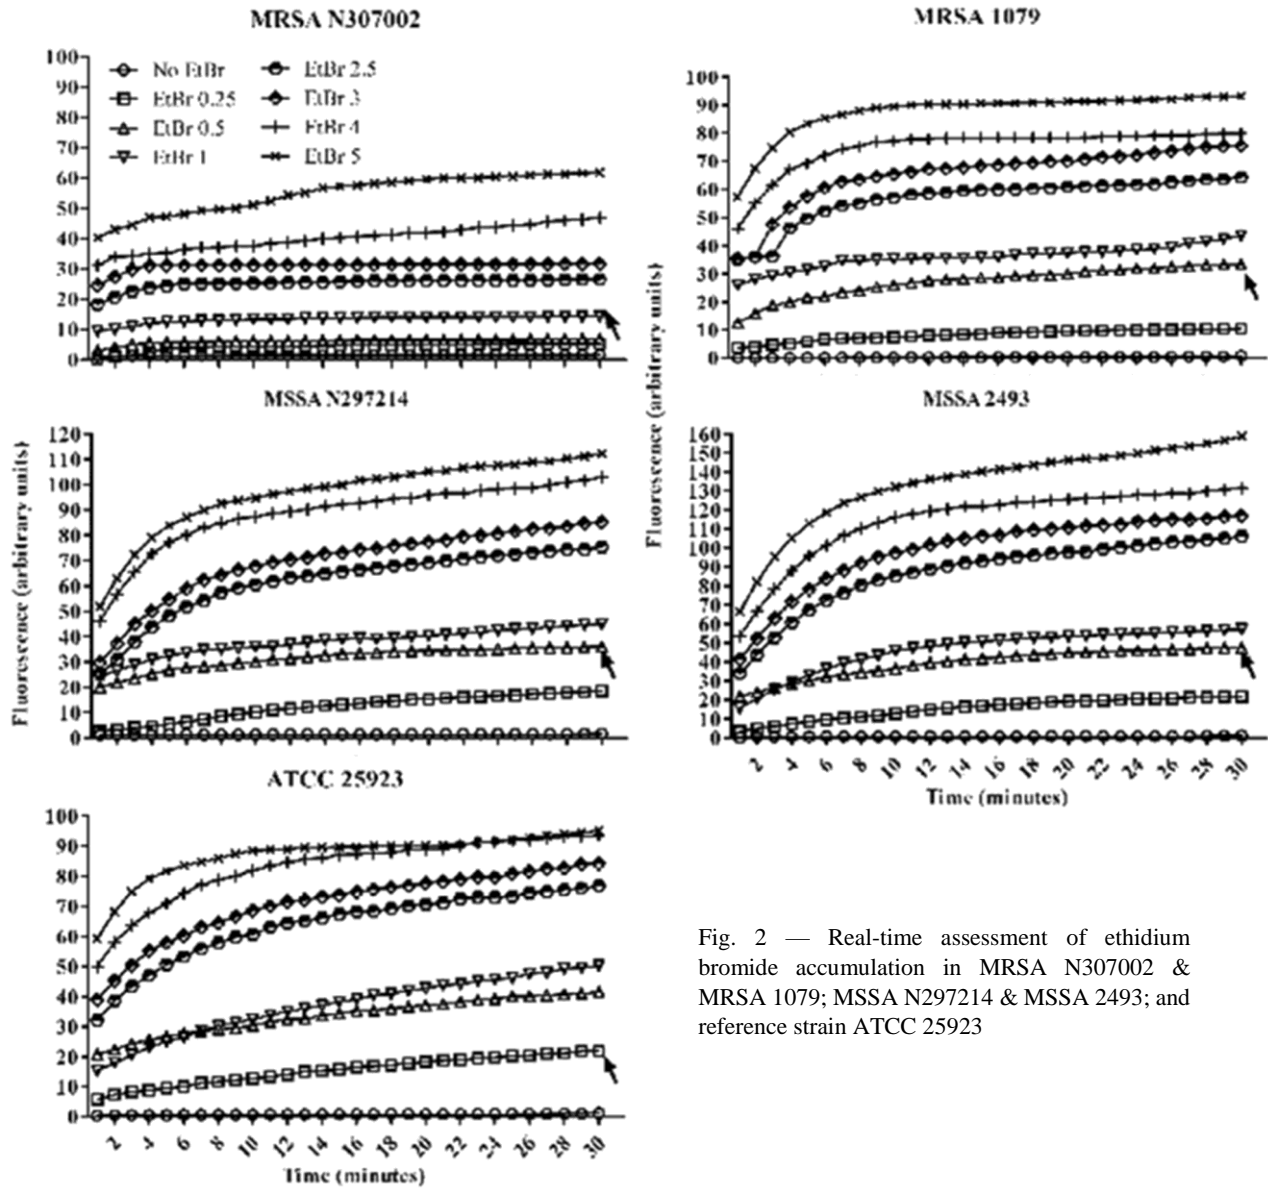 MRSA N307002
100
90
80
70
60
50
40
30
20
10
0
No EtBr
EtBr 0.25
EtBr 0.5
EtBr 1
EtBr 2.5
EtBr 3
EtBr 4
EtBr 5
MRSA 1079
100
90
80
70
60
50
40
30
20
10
0
MSSA N297214
120
110
100
90
80
70
60
50
40
30
20
10
0
Fluorescence (arbitrary units)
MSSA 2493
160
150
140
130
120
110
100
90
80
70
60
50
40
30
20
10
0
Fluorescence (arbitrary units)
2 4 6 8 10 12 14 16 18 20 22 24 26 28 30
Time (minutes)
ATCC 25923
100
90
80
70
60
50
40
30
20
10
0
2 4 6 8 10 12 14 16 18 20 22 24 26 28 30
Time (minutes)
Fig. 2 — Real-time assessment of ethidium
bromide accumulation in MRSA N307002 &
MRSA 1079; MSSA N297214 & MSSA 2493; and
reference strain ATCC 25923